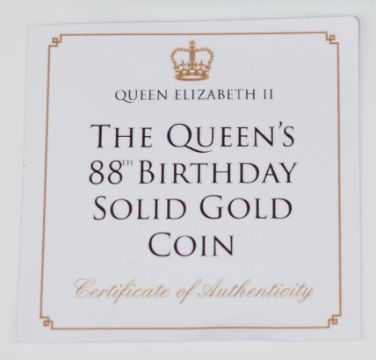 QUEEN ELIZABETH II
THE QUEEN'S
88TH BIRTHDAY
SOLID GOLD
COIN
Certificate of Authenticity